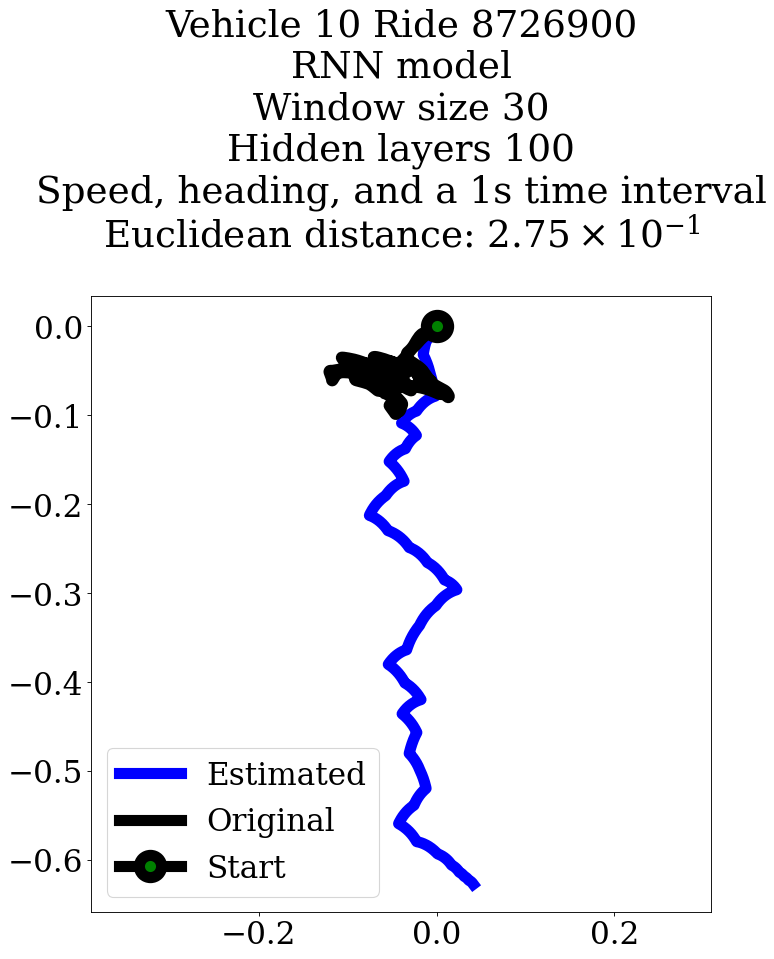 Vehicle 10 Ride 8726900
RNN model
Window size 30
Hidden layers 100
Speed, heading, and a 1s time interval
Euclidean distance: 2.75 × 10⁻¹
0.0
−0.1
−0.2
−0.3
−0.4
−0.5
−0.6
Estimated
Original
Start
−0.2 0.0 0.2